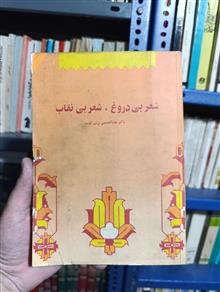 شعر بی دروغ ، شعر بی نقاب
دکتر عبدالحسین زرین کوب